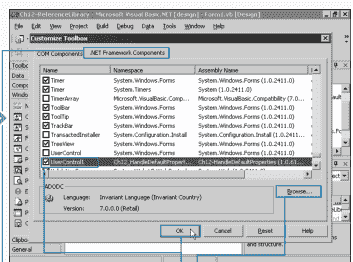 Ch12-ReferenceLibrary - Microsoft Visual Basic.NET [design] - Form1.vb [Design]
File Edit View Project Build Debug Data Tools Window Help
Customize Toolbox
COM Components .NET Framework Components
Name Namespace Assembly Name
Timer System.Windows.Forms System.Windows.Forms (1.0.2411.0)
Timer System.Timers System (1.0.2411.0)
TimerArray Microsoft.VisualBasic.Comp... Microsoft.VisualBasic.Compatibility (7.0...
ToolBar System.Windows.Forms System.Windows.Forms (1.0.2411.0)
ToolTip System.Windows.Forms System.Windows.Forms (1.0.2411.0)
TrackBar System.Windows.Forms System.Windows.Forms (1.0.2411.0)
TransactedInstaller System.Configuration.Install System.Configuration.Install (1.0.2411...
TreeView System.Windows.Forms System.Windows.Forms (1.0.2411.0)
UserControl System.Windows.Forms System.Windows.Forms (1.0.2411.0)
UserControl1 Ch12_HandleDefaultPropert... Ch12-HandleDefaultProperties (1.0.61...
ADODC
Language: Invariant Language (Invariant Country)
Version: 7.0.0.0 (Retail)
Browse...
OK Cancel Reset Help
Toolbo
Data
Compo
Windo
Clipbo
General
and structure.